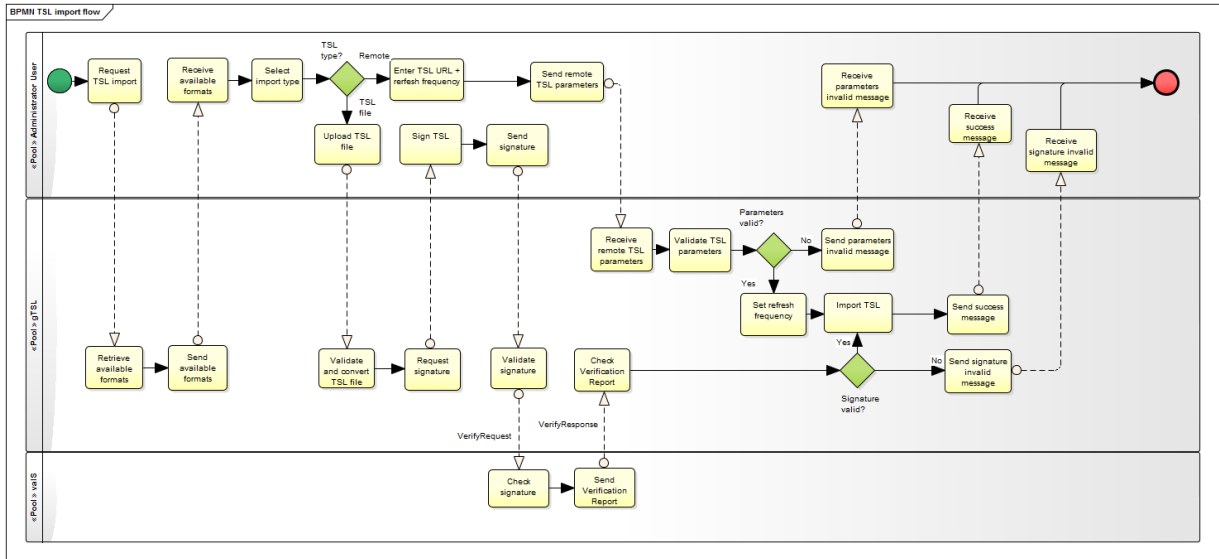 BPMN TSL import flow
«Pool» Administrator User
Request
TSL import
Receive
available
formats
Select
import type
TSL
type?
Remote
TSL
file
Enter TSL URL +
rerfesh frequency
Send remote
TSL parameters
Upload TSL
file
Sign TSL
Send
signature
Receive
parameters
invalid message
Receive
success
message
Receive
signature invalid
message
«Pool» gTSL
Retrieve
available
formats
Send
available
formats
Validate
and convert
TSL file
Request
signature
Validate
signature
Check
Verification
Report
Receive
remote TSL
parameters
Validate TSL
parameters
Parameters
valid?
No
Send parameters
invalid message
Yes
Set refresh
frequency
Import TSL
Send success
message
Yes
No
Send signature
invalid
message
Signature
valid?
VerifyRequest
VerifyResponse
«Pool» valS
Check
signature
Send
Verification
Report